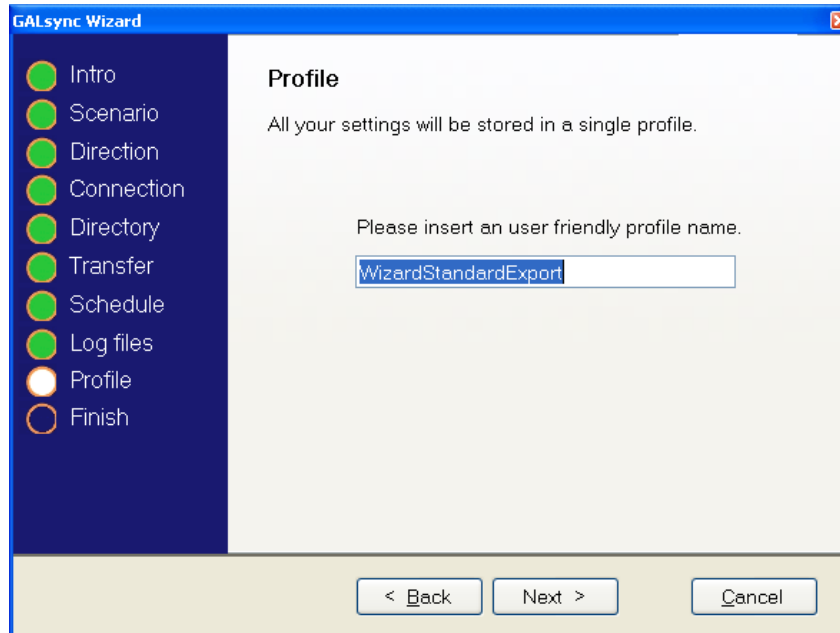 GALsync Wizard
Intro
Scenario
Direction
Connection
Directory
Transfer
Schedule
Log files
Profile
Finish
Profile
All your settings will be stored in a single profile.
Please insert an user friendly profile name.
WizardStandardExport
< Back
Next >
Cancel